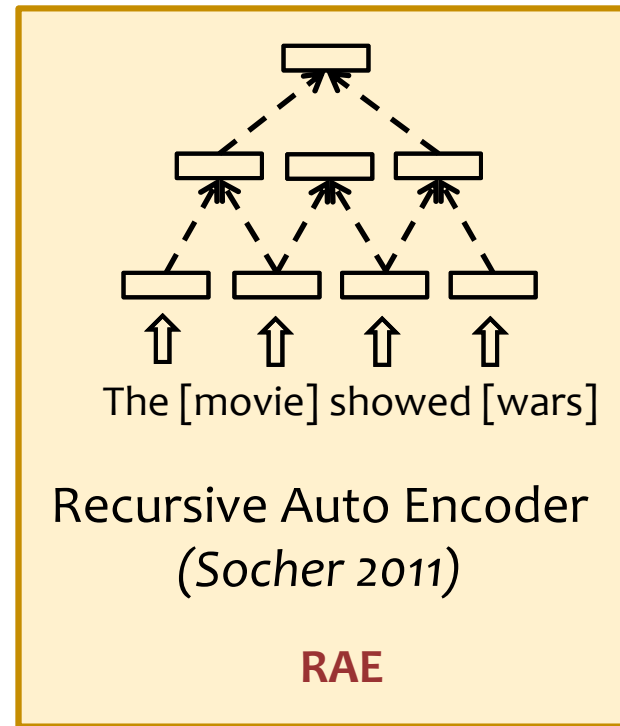 The [movie] showed [wars]
Recursive Auto Encoder
(Socher 2011)
RAE